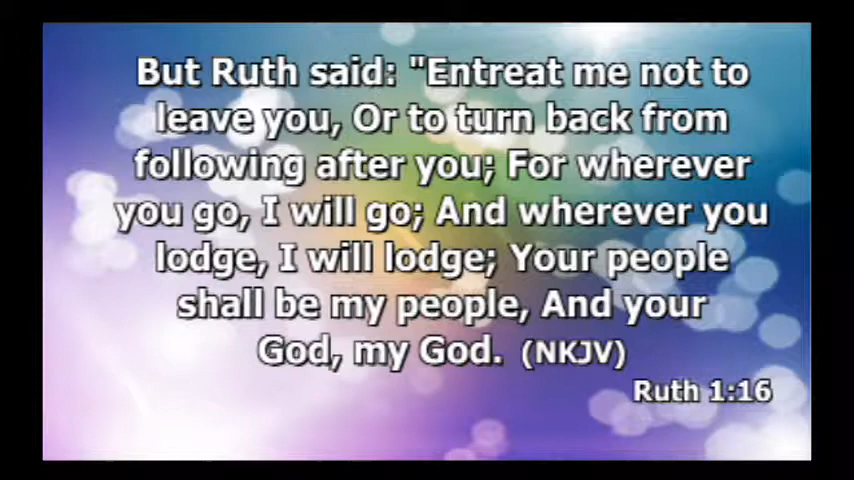 But Ruth said: "Entreat me not to
leave you, Or to turn back from
following after you; For wherever
you go, I will go; And wherever you
lodge, I will lodge; Your people
shall be my people, And your
God, my God. (NKJV)
Ruth 1:16